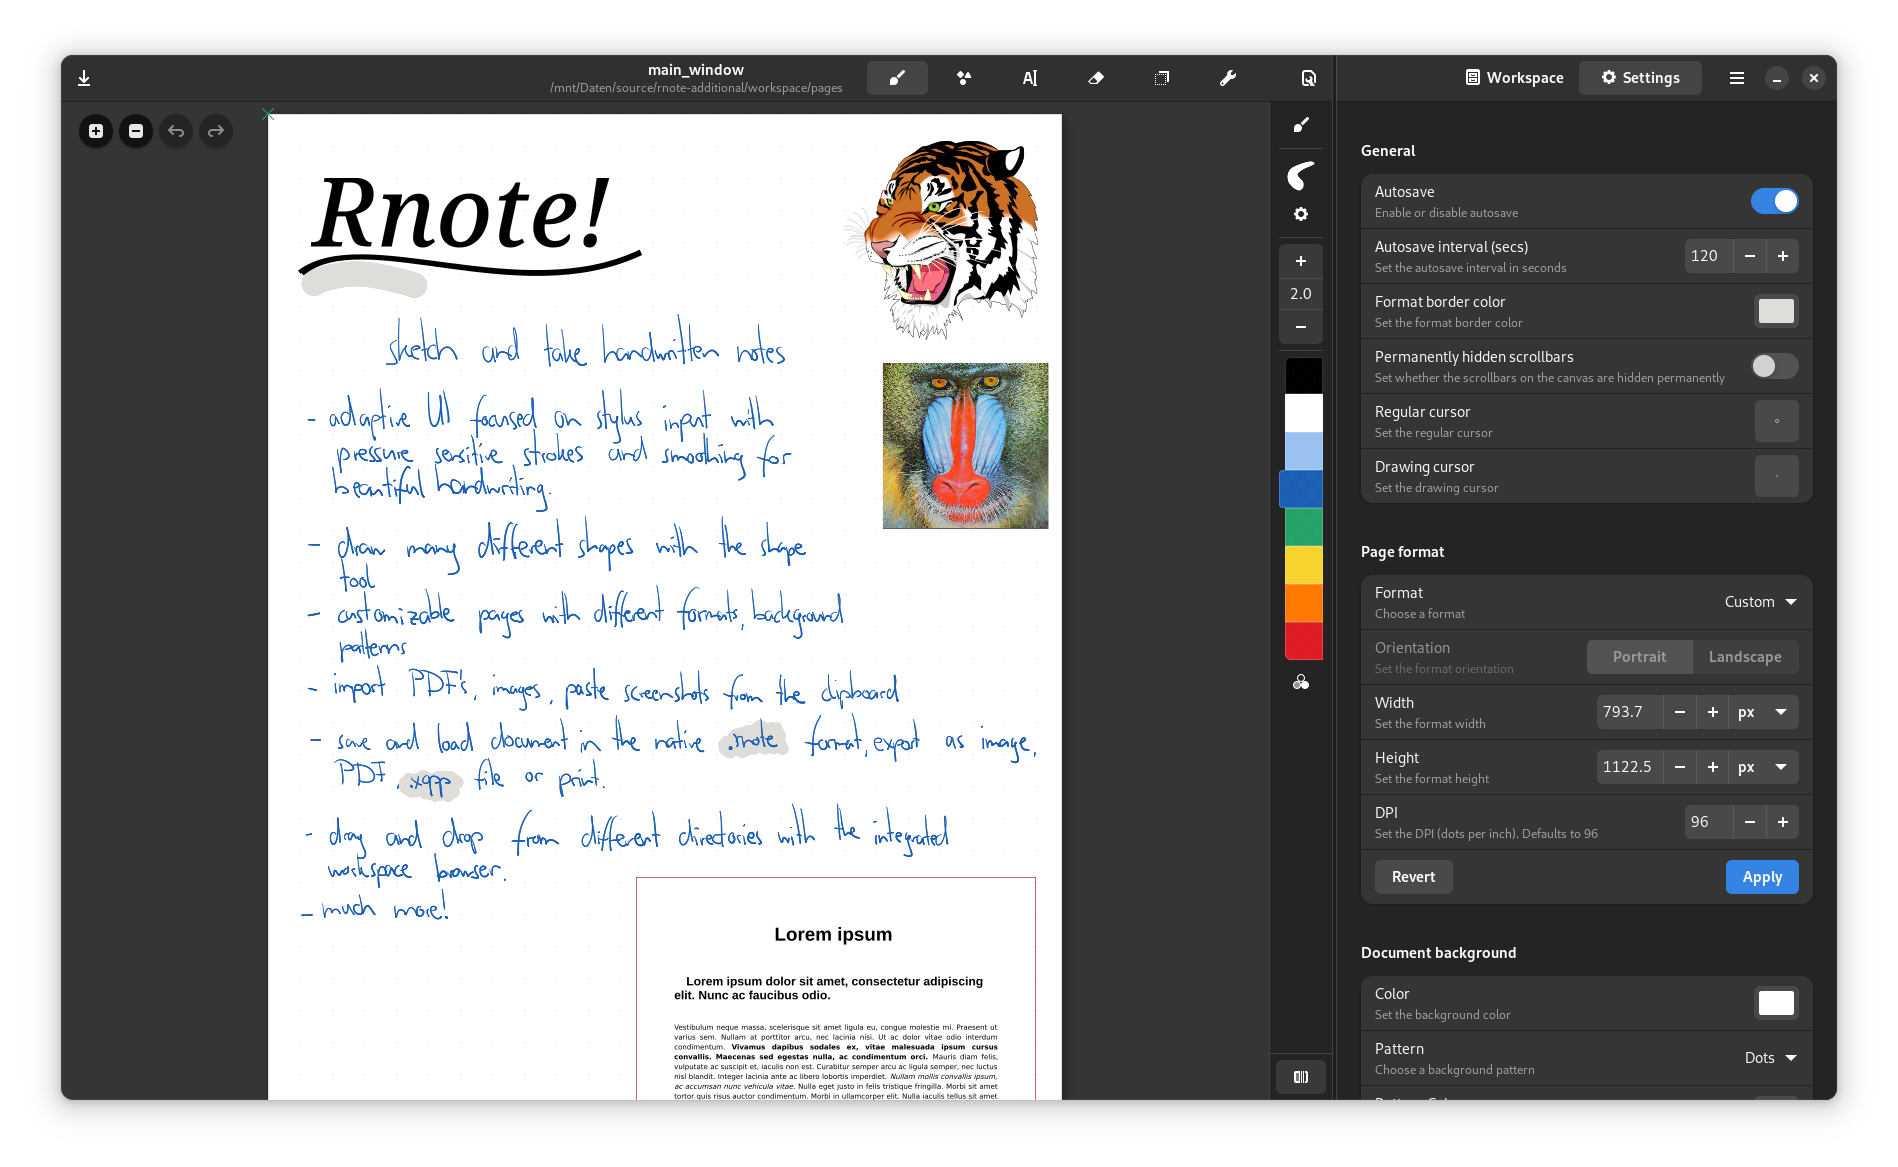 main_window
/mnt/Daten/source/rnote-additional/workspace/pages
Workspace
Settings
Rnote!
sketch and take handwritten notes
- adaptive UI focused on stylus input with
pressure sensitive strokes and smoothing for
beautiful handwriting.
- draw many different shapes with the shape
tool
- customizable pages with different formats, background
patterns
- import PDF's, images, paste screenshots from the clipboard
- save and load document in the native .rnote format, export as image,
PDF, .xopp file or print.
- drag and drop from different directories with the integrated
workspace browser.
- much more!
Lorem ipsum
Lorem ipsum dolor sit amet, consectetur adipiscing
elit. Nunc ac faucibus odio.
Vestibulum neque massa, scelerisque sit amet ligula eu, congue molestie mi. Praesent ut
varius sem. Nullam at porttitor arcu, nec lacinia nisi. Ut ac dolor vitae odio interdum
condimentum. Vivamus dapibus sodales ex, vitae malesuada ipsum cursus
convallis. Maecenas sed egestas nulla, ac condimentum orci. Mauris diam felis,
vulputate ac suscipit et, iaculis non est. Curabitur semper arcu ac ligula semper, nec luctus
nisl blandit. Integer lacinia ante ac libero lobortis imperdiet. Nullam mollis convallis ipsum,
ac accumsan nunc vehicula vitae. Nulla eget justo in felis tristique fringilla. Morbi sit amet
tortor quis risus auctor condimentum. Morbi in ullamcorper elit. Nulla iaculis tellus sit amet
2.0
General
Autosave
Enable or disable autosave
Autosave interval (secs)
Set the autosave interval in seconds
120
Format border color
Set the format border color
Permanently hidden scrollbars
Set whether the scrollbars on the canvas are hidden permanently
Regular cursor
Set the regular cursor
Drawing cursor
Set the drawing cursor
Page format
Format
Choose a format
Custom
Orientation
Set the format orientation
Portrait
Landscape
Width
Set the format width
793.7
px
Height
Set the format height
1122.5
px
DPI
Set the DPI (dots per inch). Defaults to 96
96
Revert
Apply
Document background
Color
Set the background color
Pattern
Choose a background pattern
Dots